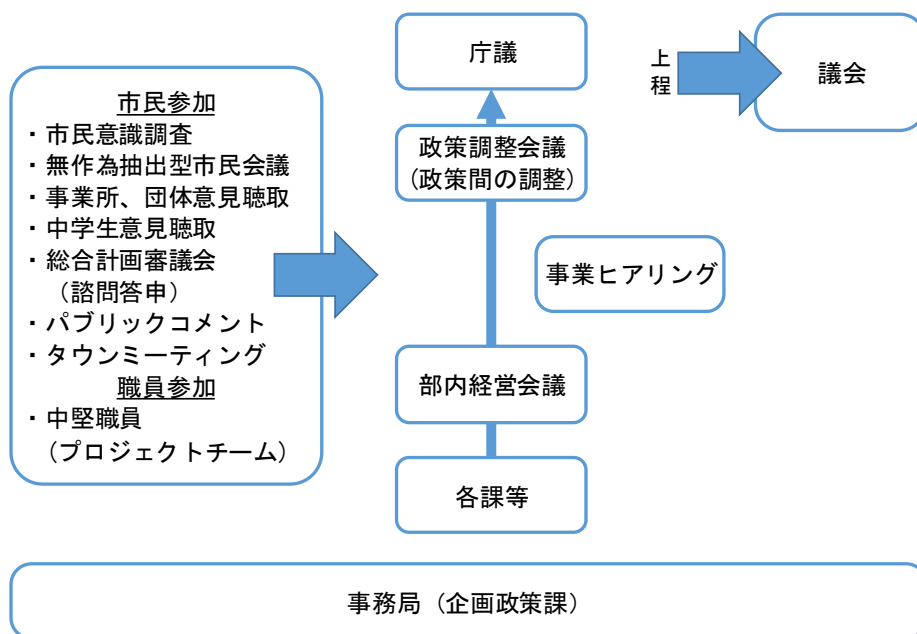 市民参加
・市民意識調査
・無作為抽出型市民会議
・事業所、団体意見聴取
・中学生意見聴取
・総合計画審議会
（諮問答申）
・パブリックコメント
・タウンミーティング
職員参加
・中堅職員
（プロジェクトチーム）
庁議
政策調整会議
（政策間の調整）
事業ヒアリング
部内経営会議
各課等
上程
議会
事務局（企画政策課）